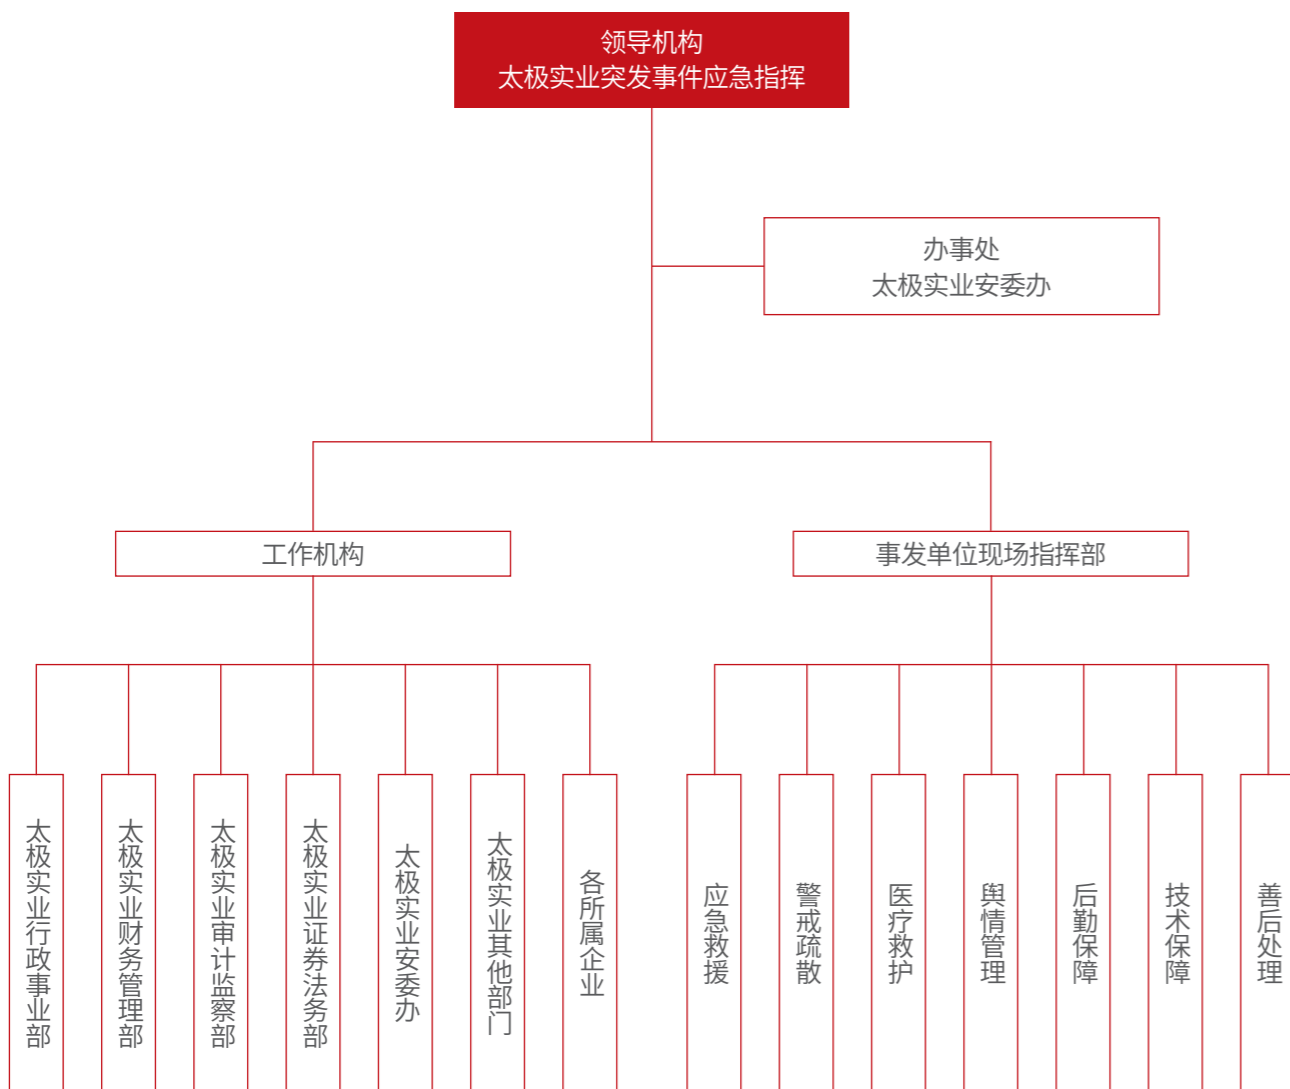 领导机构
太极实业突发事件应急指挥
办事处
太极实业安委办
工作机构
事发单位现场指挥部
太极实业行政事业部
太极实业财务管理部
太极实业审计监察部
太极实业证券法务部
太极实业安委办
太极实业其他部门
各所属企业
应急救援
警戒疏散
医疗救护
舆情管理
后勤保障
技术保障
善后处理